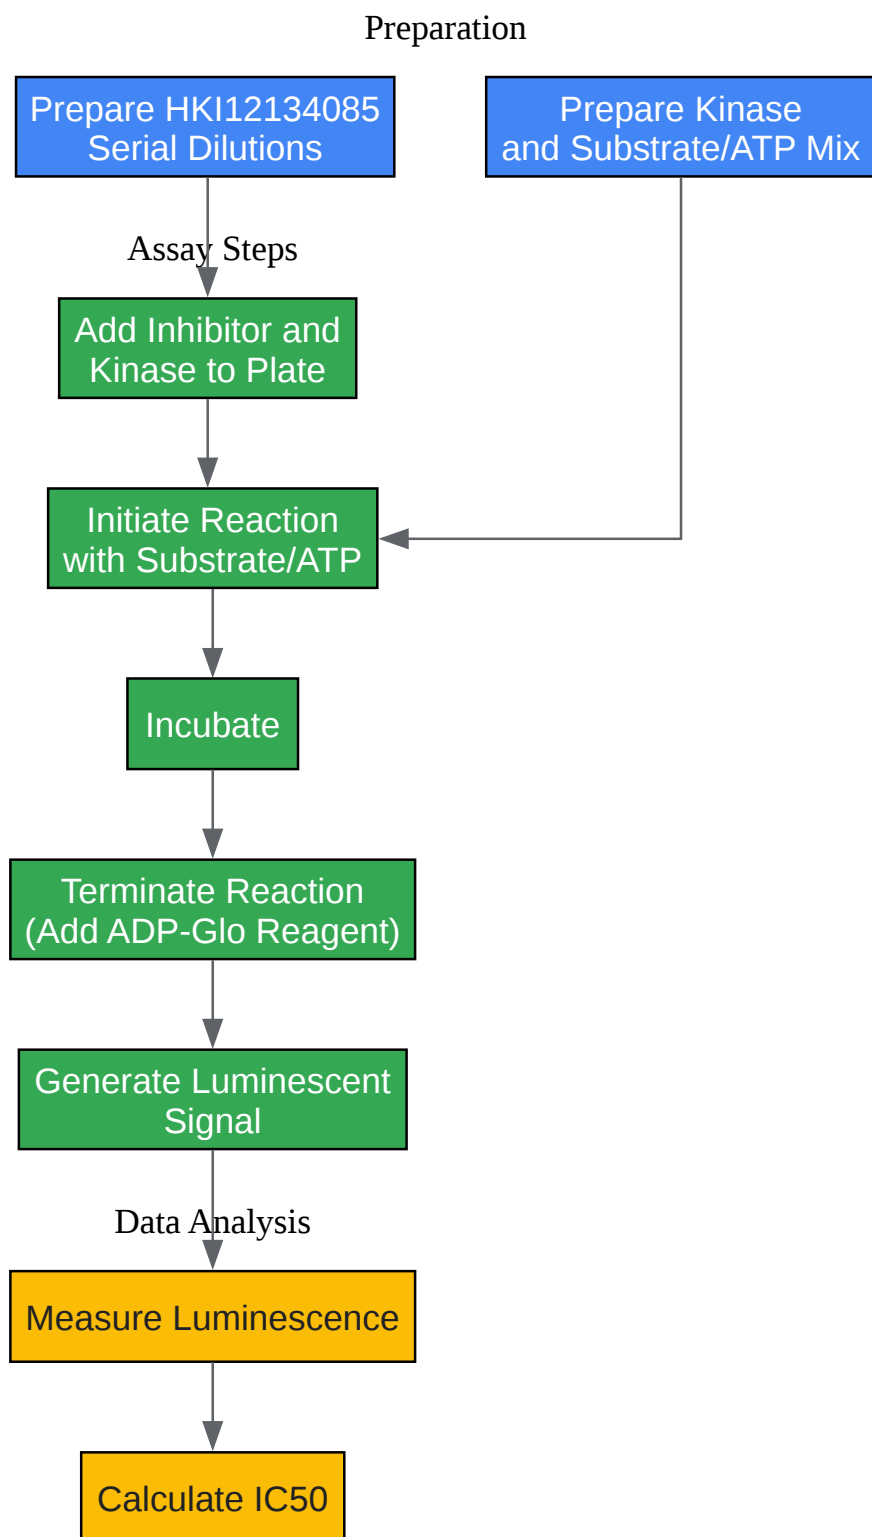 Preparation
Prepare HKI12134085
Serial Dilutions
Prepare Kinase
and Substrate/ATP Mix
Assay Steps
Add Inhibitor and
Kinase to Plate
Initiate Reaction
with Substrate/ATP
Incubate
Terminate Reaction
(Add ADP-Glo Reagent)
Generate Luminescent
Signal
Data Analysis
Measure Luminescence
Calculate IC50